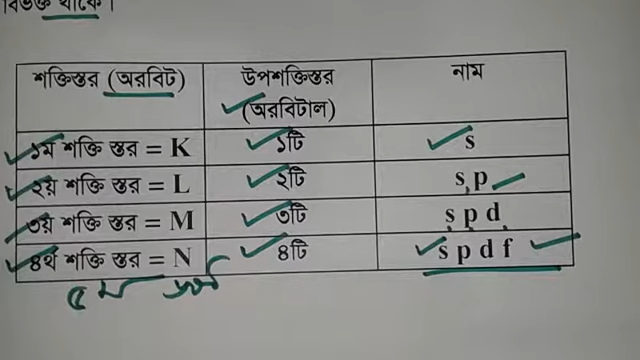 বিভক্ত থাকে।
শক্তিস্তর (অরবিট) উপশক্তিস্তর (অরবিটাল) নাম
১ম শক্তি স্তর = K ১টি s
২য় শক্তি স্তর = L ২টি s,p
৩য় শক্তি স্তর = M ৩টি s p d
৪র্থ শক্তি স্তর = N ৪টি s p d f
৫ম